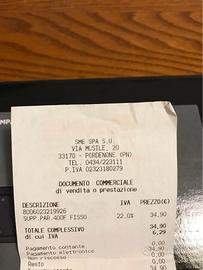 SME SPA S.U.
VIA MUSILE, 20
33170 - PORDENONE (PN)
TEL. 0434/223111
P.IVA 02323180279
DOCUMENTO COMMERCIALE
di vendita o prestazione
DESCRIZIONE IVA PREZZO(€)
8006023219926
SUPP.PAR.400F FISSO 22,0% 34,90
TOTALE COMPLESSIVO 34,90
di cui IVA 6,29
Pagamento contante 0,00
Pagamento elettronico 34,90
Non riscosso 0,00
Resto 0,00